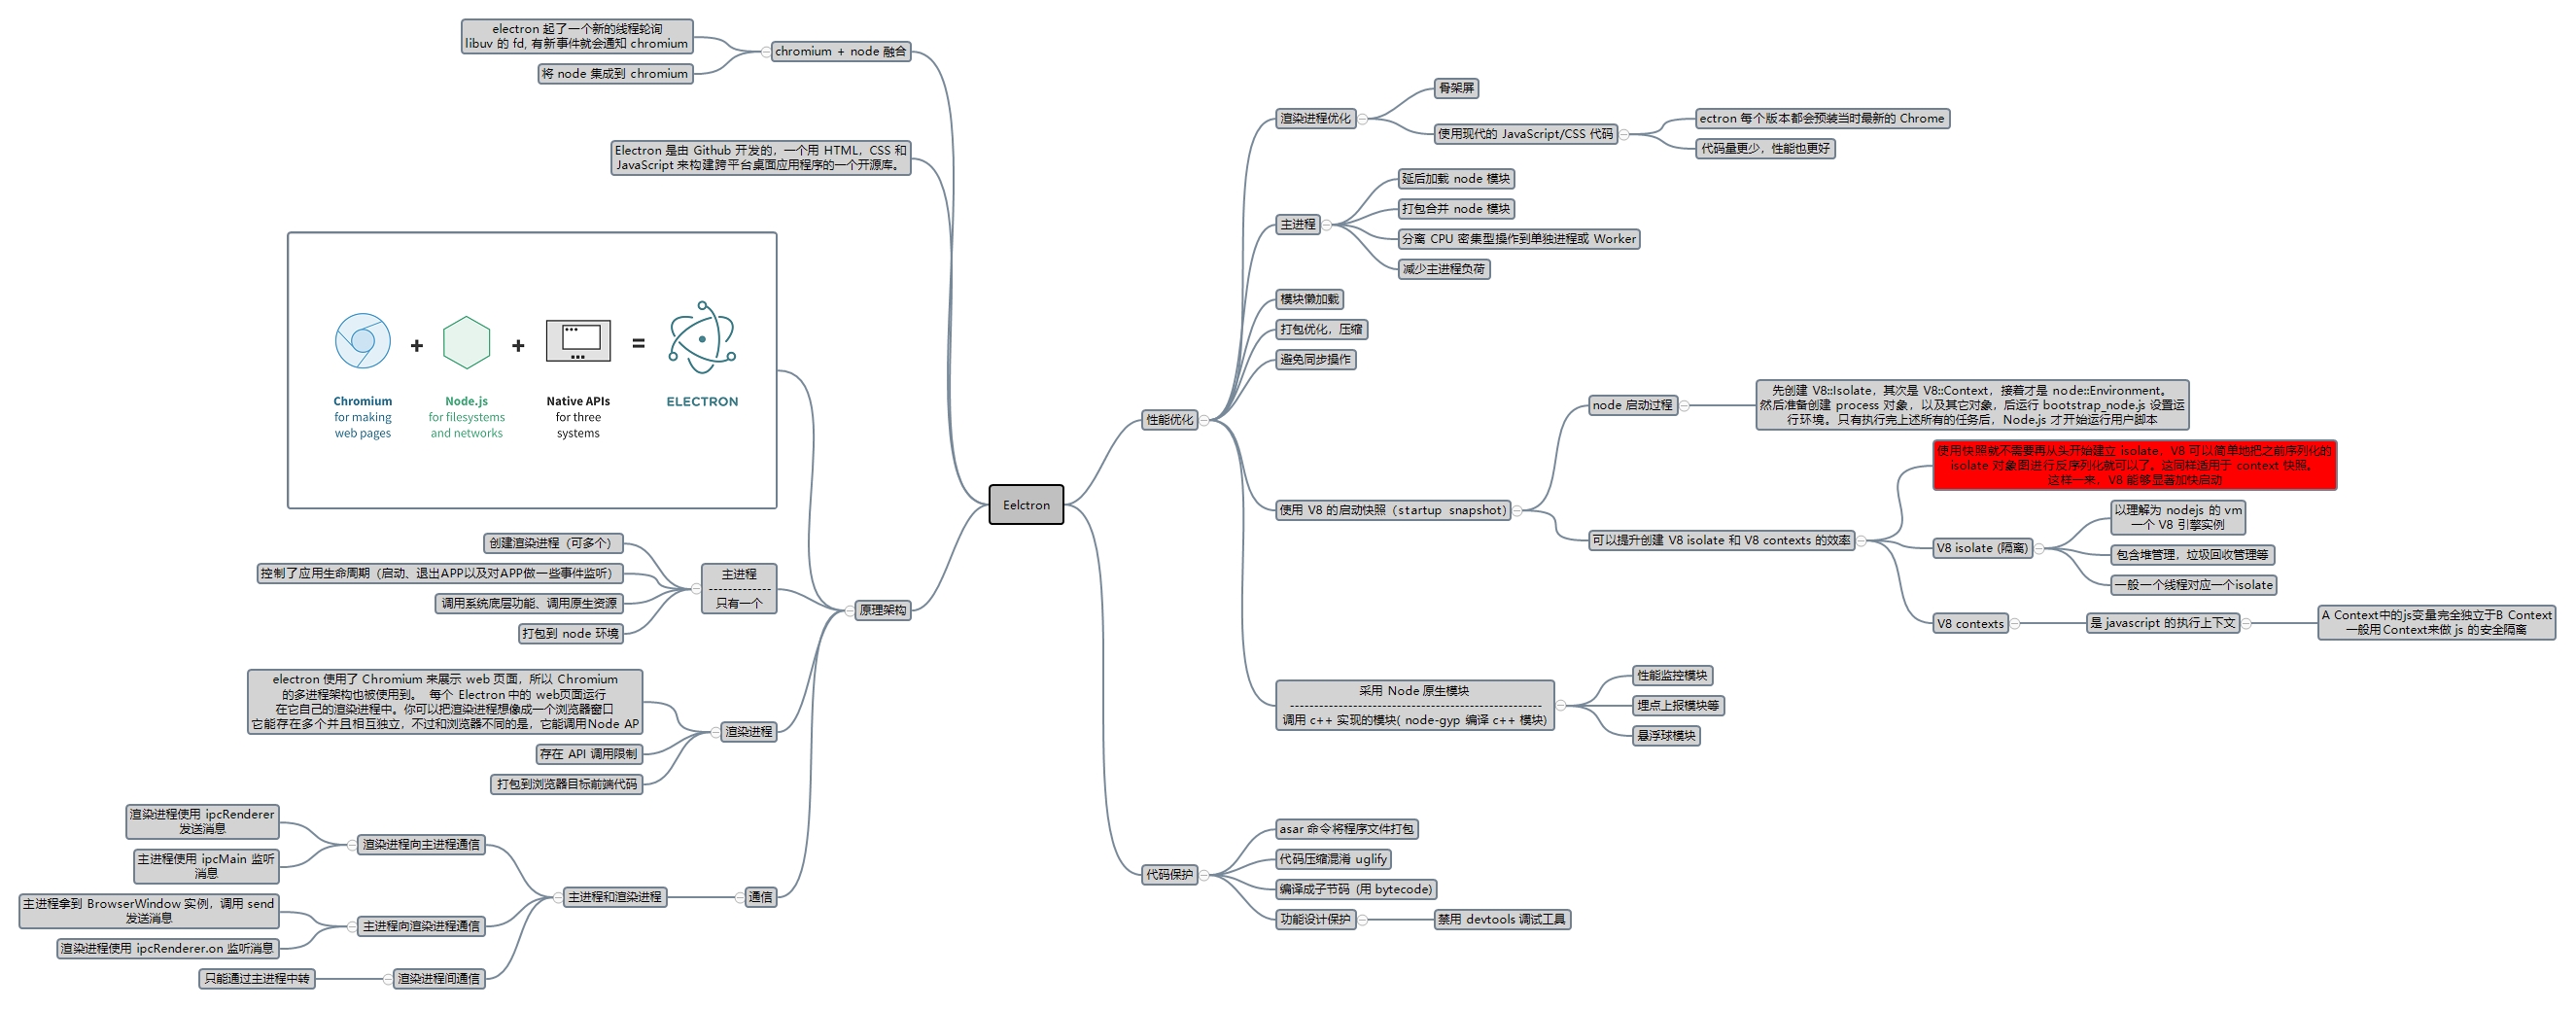 electron 起了一个新的线程轮询
libuv 的 fd, 有新事件就会通知 chromium
将 node 集成到 chromium
chromium + node 融合
Electron 是由 Github 开发的，一个用 HTML，CSS 和
JavaScript 来构建跨平台桌面应用程序的一个开源库。
+
+
=
Chromium
for making
web pages
Node.js
for filesystems
and networks
Native APIs
for three
systems
ELECTRON
创建渲染进程（可多个）
控制了应用生命周期（启动、退出APP以及对APP做一些事件监听）
调用系统底层功能、调用原生资源
打包到 node 环境
主进程
-------------
只有一个
原理架构
electron 使用了 Chromium 来展示 web 页面，所以 Chromium
的多进程架构也被使用到。 每个 Electron 中的 web页面运行
在它自己的渲染进程中。你可以把渲染进程想像成一个浏览器窗口
它能存在多个并且相互独立，不过和浏览器不同的是，它能调用Node AP
存在 API 调用限制
打包到浏览器目标前端代码
渲染进程
渲染进程使用 ipcRenderer
发送消息
主进程使用 ipcMain 监听
消息
渲染进程向主进程通信
主进程拿到 BrowserWindow 实例，调用 send
发送消息
渲染进程使用 ipcRenderer.on 监听消息
主进程向渲染进程通信
只能通过主进程中转
渲染进程间通信
主进程和渲染进程
通信
Eelctron
性能优化
渲染进程优化
骨架屏
使用现代的 JavaScript/CSS 代码
ectron 每个版本都会预装当时最新的 Chrome
代码量更少，性能也更好
主进程
延后加载 node 模块
打包合并 node 模块
分离 CPU 密集型操作到单独进程或 Worker
减少主进程负荷
模块懒加载
打包优化，压缩
避免同步操作
使用 V8 的启动快照（startup snapshot)
node 启动过程
先创建 V8::Isolate，其次是 V8::Context，接着才是 node::Environment。
然后准备创建 process 对象，以及其它对象，后运行 bootstrap_node.js 设置运
行环境。只有执行完上述所有的任务后，Node.js 才开始运行用户脚本
可以提升创建 V8 isolate 和 V8 contexts 的效率
使用快照就不需要再从头开始建立 isolate，V8 可以简单地把之前序列化的
isolate 对象图进行反序列化就可以了。这同样适用于 context 快照。
这样一来，V8 能够显著加快启动
V8 isolate (隔离)
以理解为 nodejs 的 vm
一个 V8 引擎实例
包含堆管理，垃圾回收管理等
一般一个线程对应一个isolate
V8 contexts
是 javascript 的执行上下文
A Context中的js变量完全独立于B Context
一般用Context来做 js 的安全隔离
采用 Node 原生模块
----------------------------------------------------
调用 c++ 实现的模块( node-gyp 编译 c++ 模块)
性能监控模块
埋点上报模块等
悬浮球模块
代码保护
asar 命令将程序文件打包
代码压缩混淆 uglify
编译成子节码 (用 bytecode)
功能设计保护
禁用 devtools 调试工具